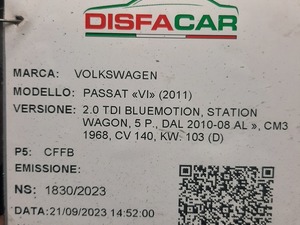 DISFACAR
MARCA: VOLKSWAGEN
MODELLO: PASSAT «VI» (2011)
VERSIONE: 2.0 TDI BLUEMOTION, STATION
WAGON, 5 P., DAL 2010-08 AL », CM3
1968, CV 140, KW: 103 (D)
P5: CFFB
EMISSIONE:
NS: 1830/2023
DATA: 21/09/2023 14:52:00